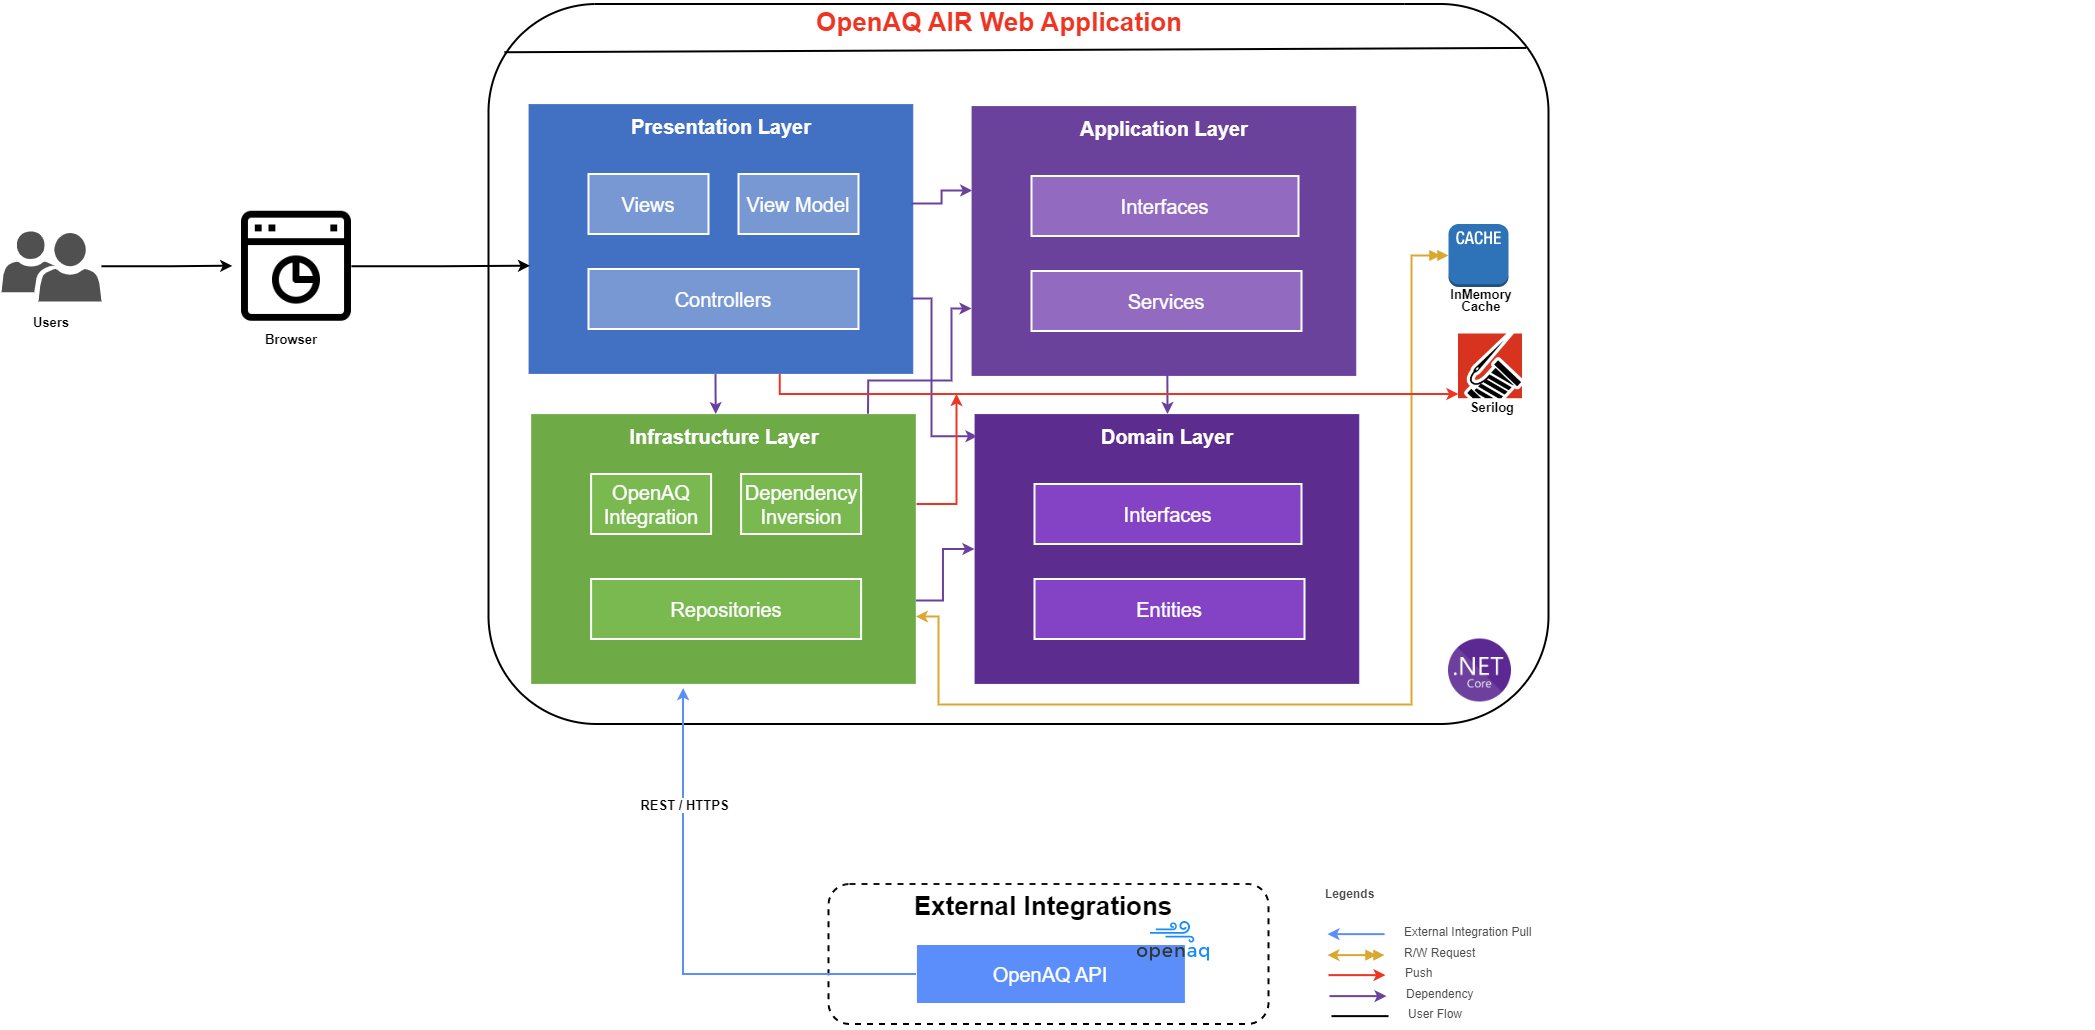 OpenAQ AIR Web Application
Presentation Layer
Views
View Model
Controllers
Application Layer
Interfaces
Services
CACHE
InMemory
Cache
Serilog
Users
Browser
Infrastructure Layer
OpenAQ
Integration
Dependency
Inversion
Repositories
Domain Layer
Interfaces
Entities
.NET
Core
REST / HTTPS
External Integrations
openaq
OpenAQ API
Legends
External Integration Pull
R/W Request
Push
Dependency
User Flow